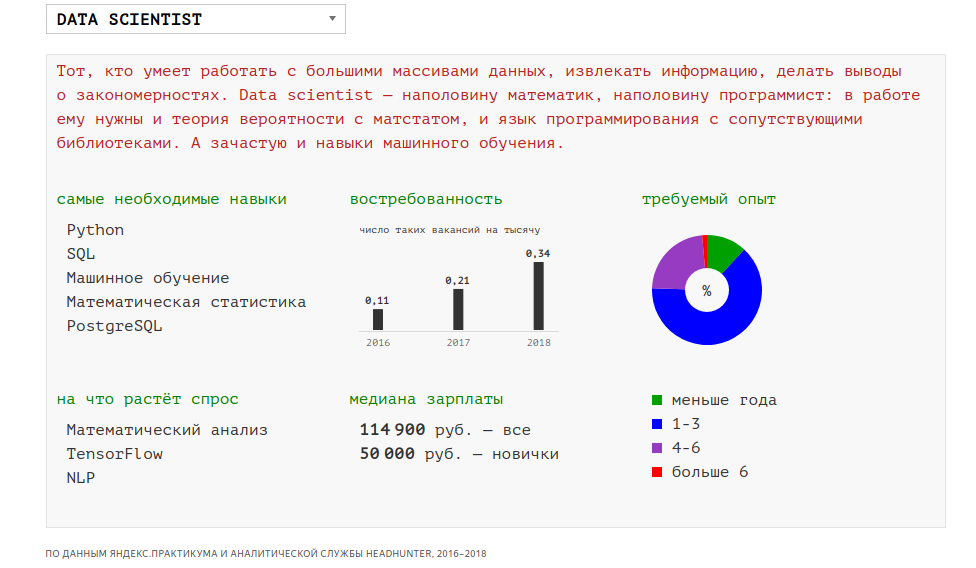 DATA SCIENTIST
Тот, кто умеет работать с большими массивами данных, извлекать информацию, делать выводы
о закономерностях. Data scientist — наполовину математик, наполовину программист: в работе
ему нужны и теория вероятности с матстатом, и язык программирования с сопутствующими
библиотеками. А зачастую и навыки машинного обучения.
самые необходимые навыки
Python
SQL
Машинное обучение
Математическая статистика
PostgreSQL
востребованность
число таких вакансий на тысячу
0,11
0,21
0,34
2016
2017
2018
требуемый опыт
%
на что растёт спрос
Математический анализ
TensorFlow
NLP
медиана зарплаты
114 900 руб. — все
50 000 руб. — новички
меньше года
1-3
4-6
больше 6
ПО ДАННЫМ ЯНДЕКС.ПРАКТИКУМА И АНАЛИТИЧЕСКОЙ СЛУЖБЫ HEADHUNTER, 2016–2018